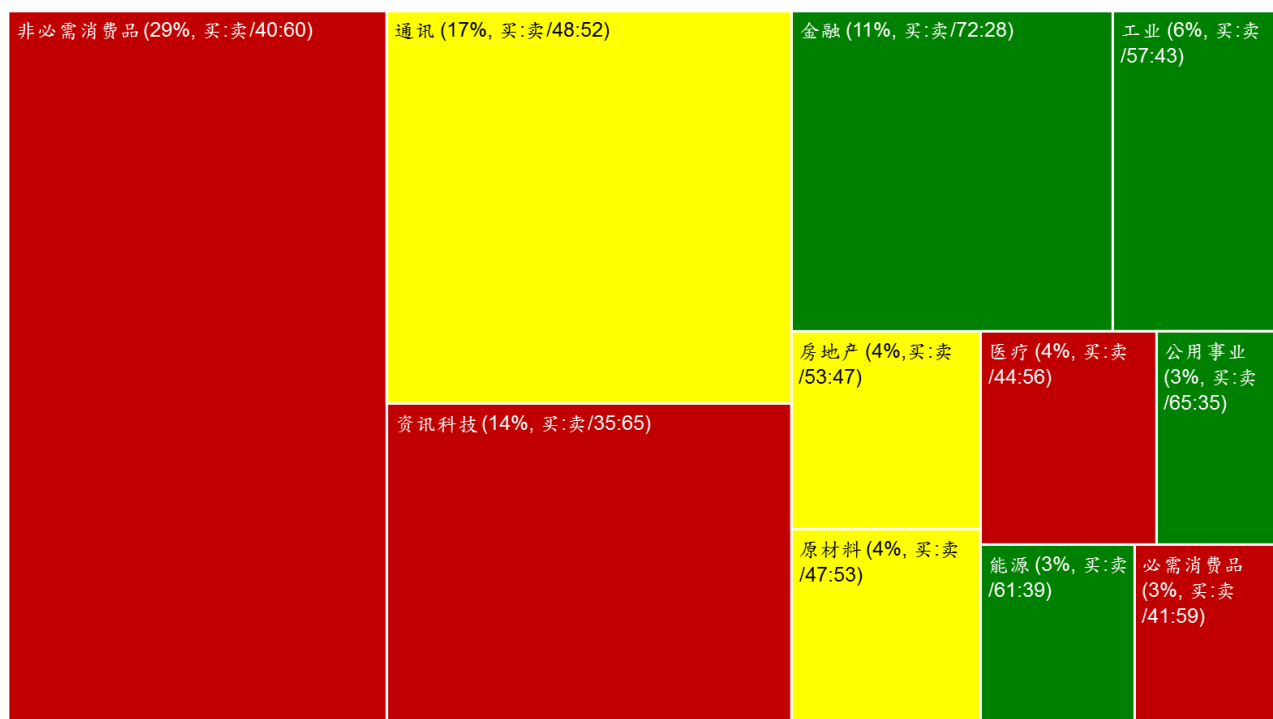 非必需消费品 (29%, 买:卖/40:60)
通讯 (17%, 买:卖/48:52)
资讯科技 (14%, 买:卖/35:65)
金融 (11%, 买:卖/72:28)
工业 (6%, 买:卖
/57:43)
房地产 (4%,买:卖
/53:47)
医疗 (4%, 买:卖
/44:56)
公用事业
(3%, 买:卖
/65:35)
原材料 (4%, 买:卖
/47:53)
能源 (3%, 买:卖
/61:39)
必需消费品
(3%, 买:卖
/41:59)